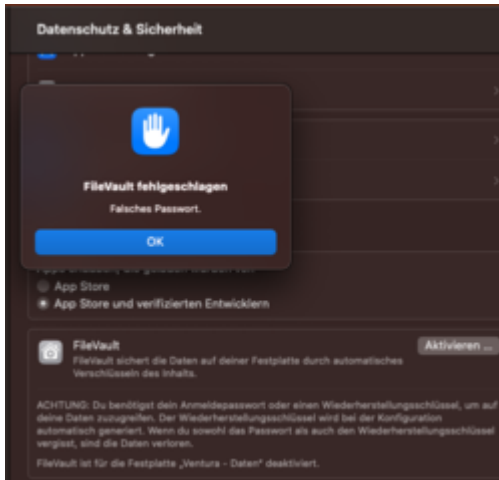 Datenschutz & Sicherheit
FileVault fehlgeschlagen
Falsches Passwort.
OK
App Store
App Store und verifizierten Entwicklern
FileVault
Aktivieren ...
FileVault sichert die Daten auf deiner Festplatte durch automatisches
Verschlüsseln des Inhalts.
ACHTUNG: Du benötigst dein Anmeldepasswort oder einen Wiederherstellungsschlüssel, um auf
deine Daten zuzugreifen. Der Wiederherstellungsschlüssel wird bei der Konfiguration
automatisch generiert. Wenn du sowohl das Passwort als auch den Wiederherstellungsschlüssel
vergisst, sind die Daten verloren.
FileVault ist für die Festplatte „Ventura - Daten“ deaktiviert.